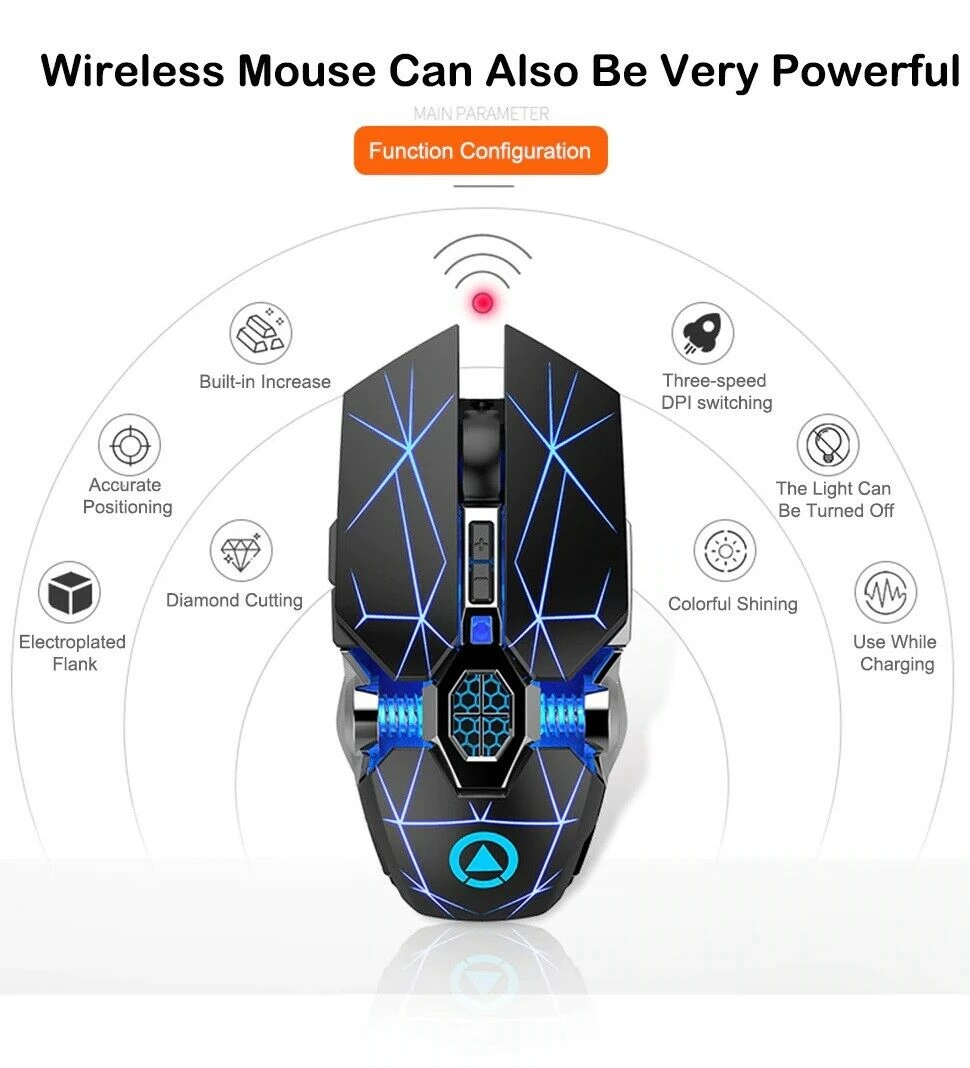 Wireless Mouse Can Also Be Very Powerful
MAIN PARAMETER
Function Configuration
Built-in Increase
Three-speed
DPI switching
Accurate
Positioning
The Light Can
Be Turned Off
Diamond Cutting
Colorful Shining
Electroplated
Flank
Use While
Charging